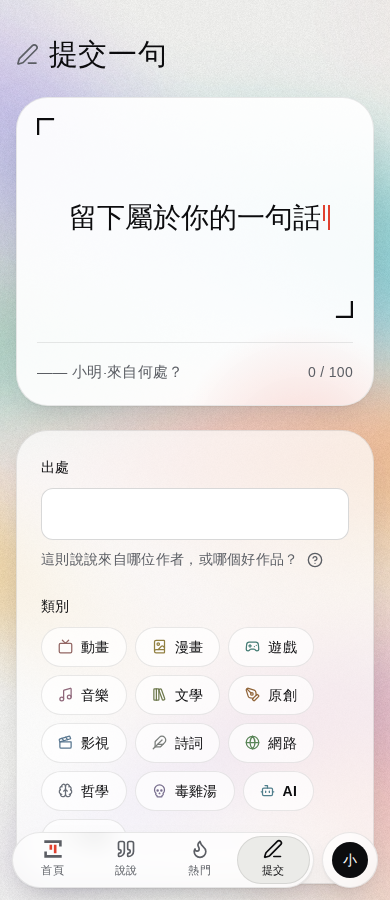 提交一句
留下屬於你的一句話
—— 小明·來自何處？
0 / 100
出處
這則說說來自哪位作者，或哪個好作品？
類別
動畫
漫畫
遊戲
音樂
文學
原創
影視
詩詞
網路
哲學
毒雞湯
AI
首頁
說說
熱門
提交
小